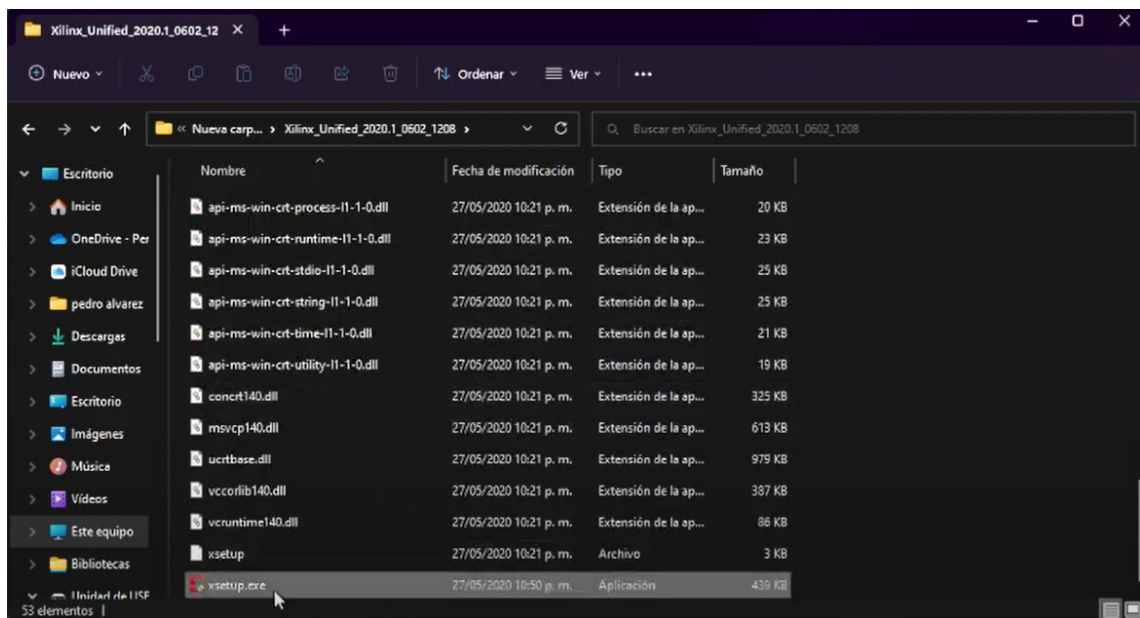 Xilinx_Unified_2020.1_0602_12
Nuevo Ordenar Ver
« Nueva carp... > Xilinx_Unified_2020.1_0602_1208 > Buscar en Xilinx_Unified_2020.1_0602_1208
Nombre Fecha de modificación Tipo Tamaño
Escritorio
Inicio
OneDrive - Per
iCloud Drive
pedro alvarez
Descargas
Documentos
Escritorio
Imágenes
Música
Vídeos
Este equipo
Bibliotecas
Unidad de USB
api-ms-win-crt-process-l1-1-0.dll 27/05/2020 10:21 p. m. Extensión de la ap... 20 KB
api-ms-win-crt-runtime-l1-1-0.dll 27/05/2020 10:21 p. m. Extensión de la ap... 23 KB
api-ms-win-crt-stdio-l1-1-0.dll 27/05/2020 10:21 p. m. Extensión de la ap... 25 KB
api-ms-win-crt-string-l1-1-0.dll 27/05/2020 10:21 p. m. Extensión de la ap... 25 KB
api-ms-win-crt-time-l1-1-0.dll 27/05/2020 10:21 p. m. Extensión de la ap... 21 KB
api-ms-win-crt-utility-l1-1-0.dll 27/05/2020 10:21 p. m. Extensión de la ap... 19 KB
concrt140.dll 27/05/2020 10:21 p. m. Extensión de la ap... 325 KB
msvcp140.dll 27/05/2020 10:21 p. m. Extensión de la ap... 613 KB
ucrtbase.dll 27/05/2020 10:21 p. m. Extensión de la ap... 979 KB
vccorlib140.dll 27/05/2020 10:21 p. m. Extensión de la ap... 387 KB
vcruntime140.dll 27/05/2020 10:21 p. m. Extensión de la ap... 86 KB
xsetup 27/05/2020 10:21 p. m. Archivo 3 KB
xsetup.exe 27/05/2020 10:50 p. m. Aplicación 439 KB
53 elementos